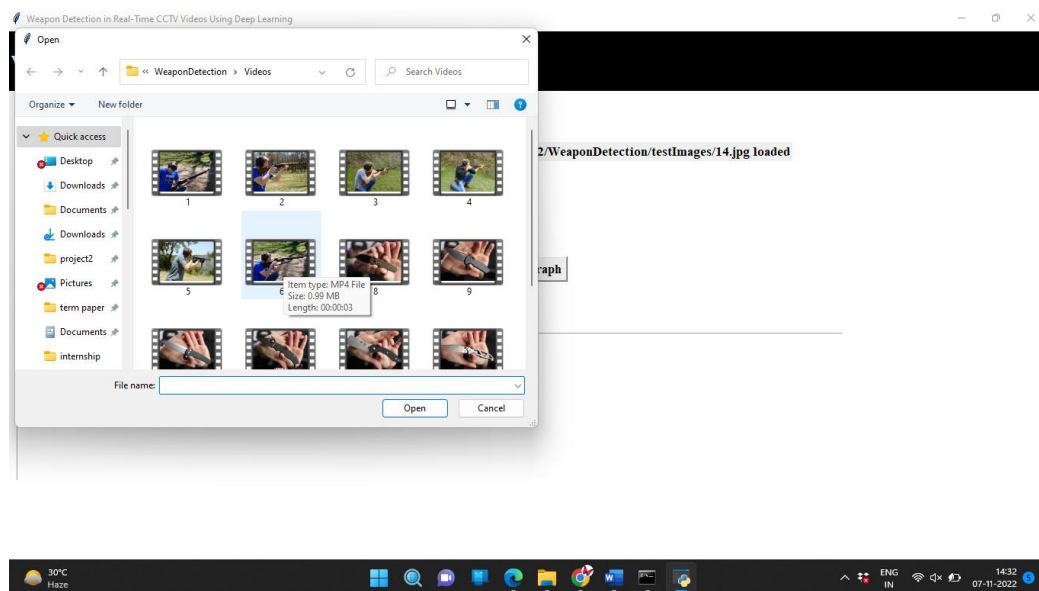 Weapon Detection in Real-Time CCTV Videos Using Deep Learning
Open
« WeaponDetection › Videos
Search Videos
Organize
New folder
Quick access
Desktop
Downloads
Documents
Downloads
project2
Pictures
term paper
Documents
internship
1
2
3
4
5
6
8
9
Item type: MP4 File
Size: 0.99 MB
Length: 00:00:03
File name:
Open
Cancel
2/WeaponDetection/testImages/14.jpg loaded
raph
30°C
Haze
ENG
IN
14:32
07-11-2022
5